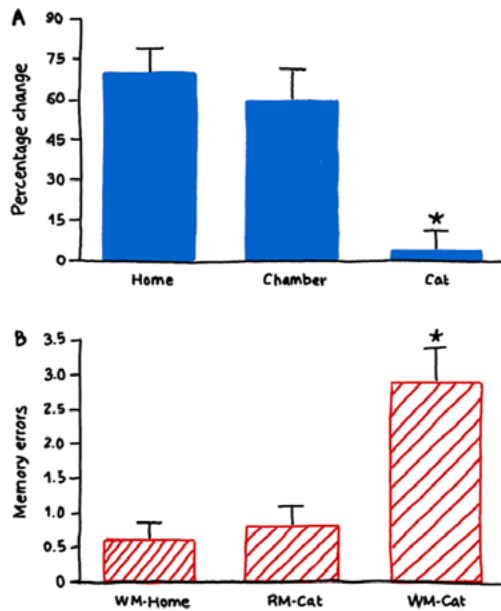 A
Percentage change
90
75
60
45
30
15
0
*
Home Chamber Cat
B
Memory errors
3.5
3.0
2.5
2.0
1.5
1.0
0.5
0
*
WM-Home RM-Cat WM-Cat